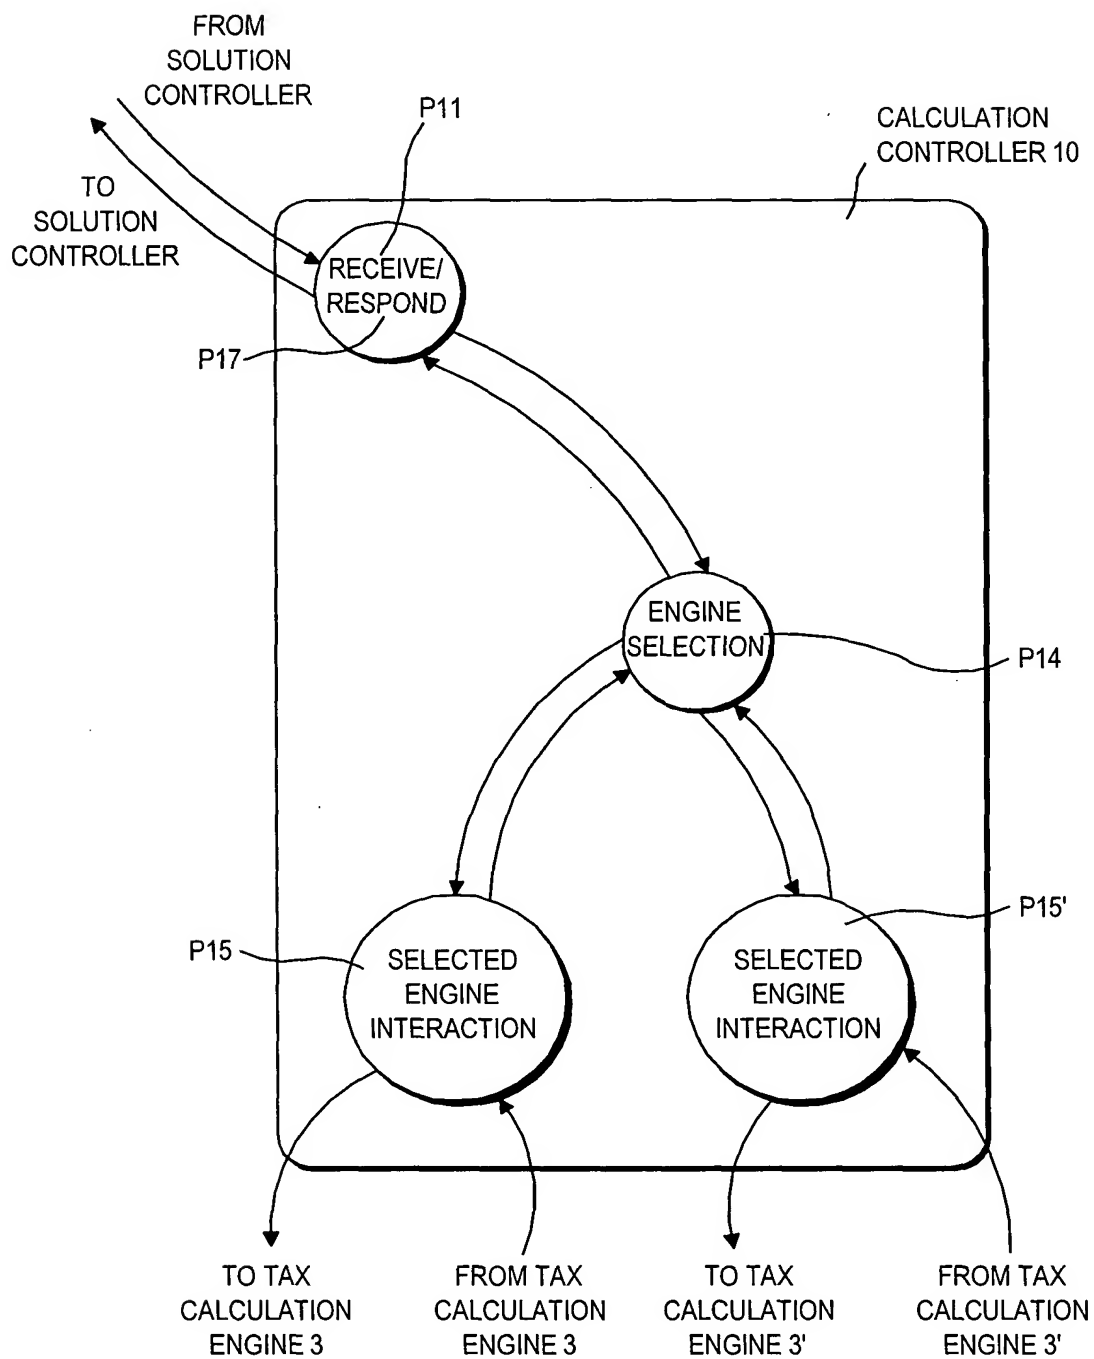 FROM
SOLUTION
CONTROLLER
P11
CALCULATION
CONTROLLER 10
TO
SOLUTION
CONTROLLER
RECEIVE/
RESPOND
P17
ENGINE
SELECTION
P14
P15'
P15
SELECTED
ENGINE
INTERACTION
SELECTED
ENGINE
INTERACTION
TO TAX
CALCULATION
ENGINE 3
FROM TAX
CALCULATION
ENGINE 3
TO TAX
CALCULATION
ENGINE 3'
FROM TAX
CALCULATION
ENGINE 3'